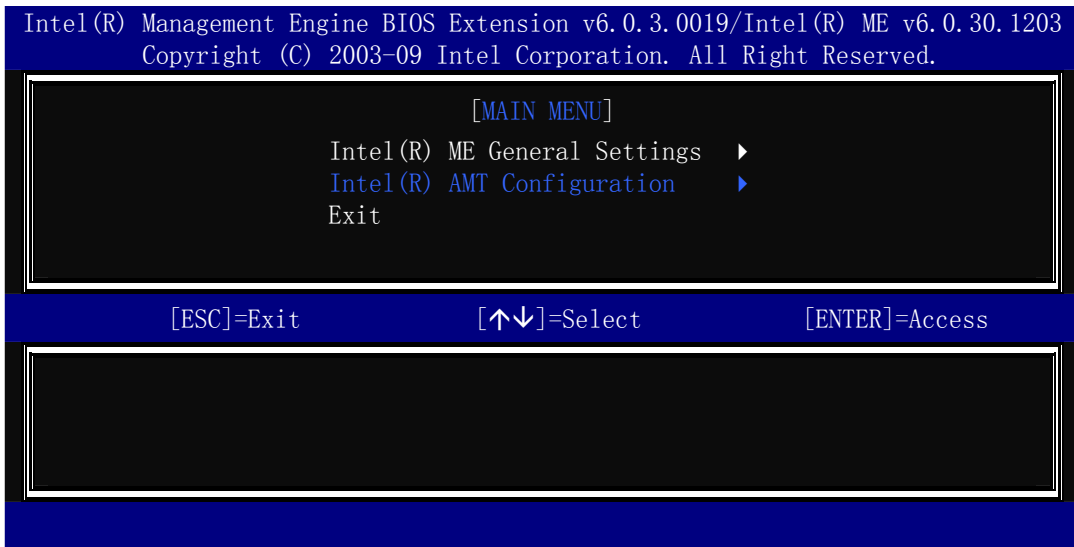 Intel(R) Management Engine BIOS Extension v6.0.3.0019/Intel(R) ME v6.0.30.1203
Copyright (C) 2003-09 Intel Corporation. All Right Reserved.
[MAIN MENU]
Intel(R) ME General Settings ▶
Intel(R) AMT Configuration ▶
Exit
[ESC]=Exit [↑↓]=Select [ENTER]=Access